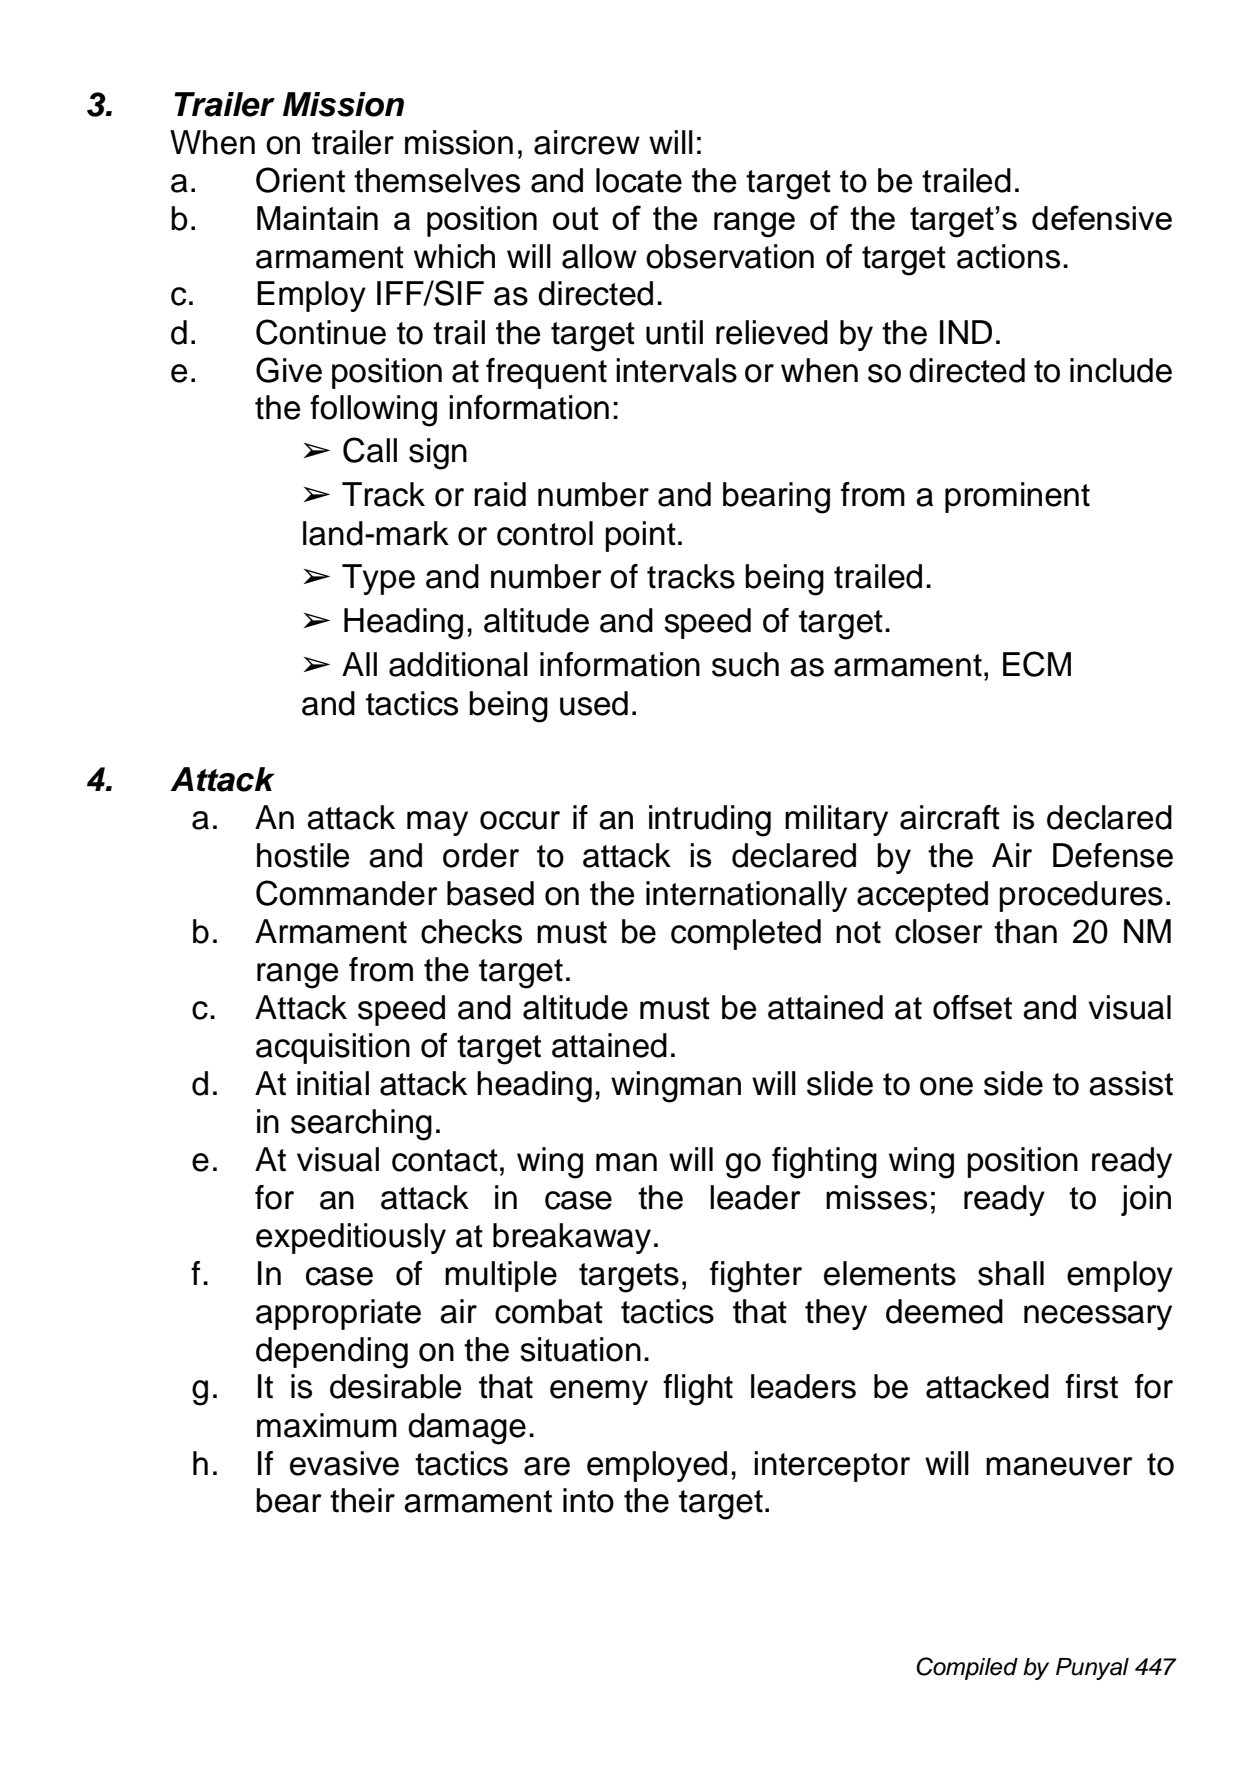 3. Trailer Mission
When on trailer mission, aircrew will:
a. Orient themselves and locate the target to be trailed.
b. Maintain a position out of the range of the target’s defensive
armament which will allow observation of target actions.
c. Employ IFF/SIF as directed.
d. Continue to trail the target until relieved by the IND.
e. Give position at frequent intervals or when so directed to include
the following information:
➢ Call sign
➢ Track or raid number and bearing from a prominent
land-mark or control point.
➢ Type and number of tracks being trailed.
➢ Heading, altitude and speed of target.
➢ All additional information such as armament, ECM
and tactics being used.
4. Attack
a. An attack may occur if an intruding military aircraft is declared
hostile and order to attack is declared by the Air Defense
Commander based on the internationally accepted procedures.
b. Armament checks must be completed not closer than 20 NM
range from the target.
c. Attack speed and altitude must be attained at offset and visual
acquisition of target attained.
d. At initial attack heading, wingman will slide to one side to assist
in searching.
e. At visual contact, wing man will go fighting wing position ready
for an attack in case the leader misses; ready to join
expeditiously at breakaway.
f. In case of multiple targets, fighter elements shall employ
appropriate air combat tactics that they deemed necessary
depending on the situation.
g. It is desirable that enemy flight leaders be attacked first for
maximum damage.
h. If evasive tactics are employed, interceptor will maneuver to
bear their armament into the target.
Compiled by Punyal 447